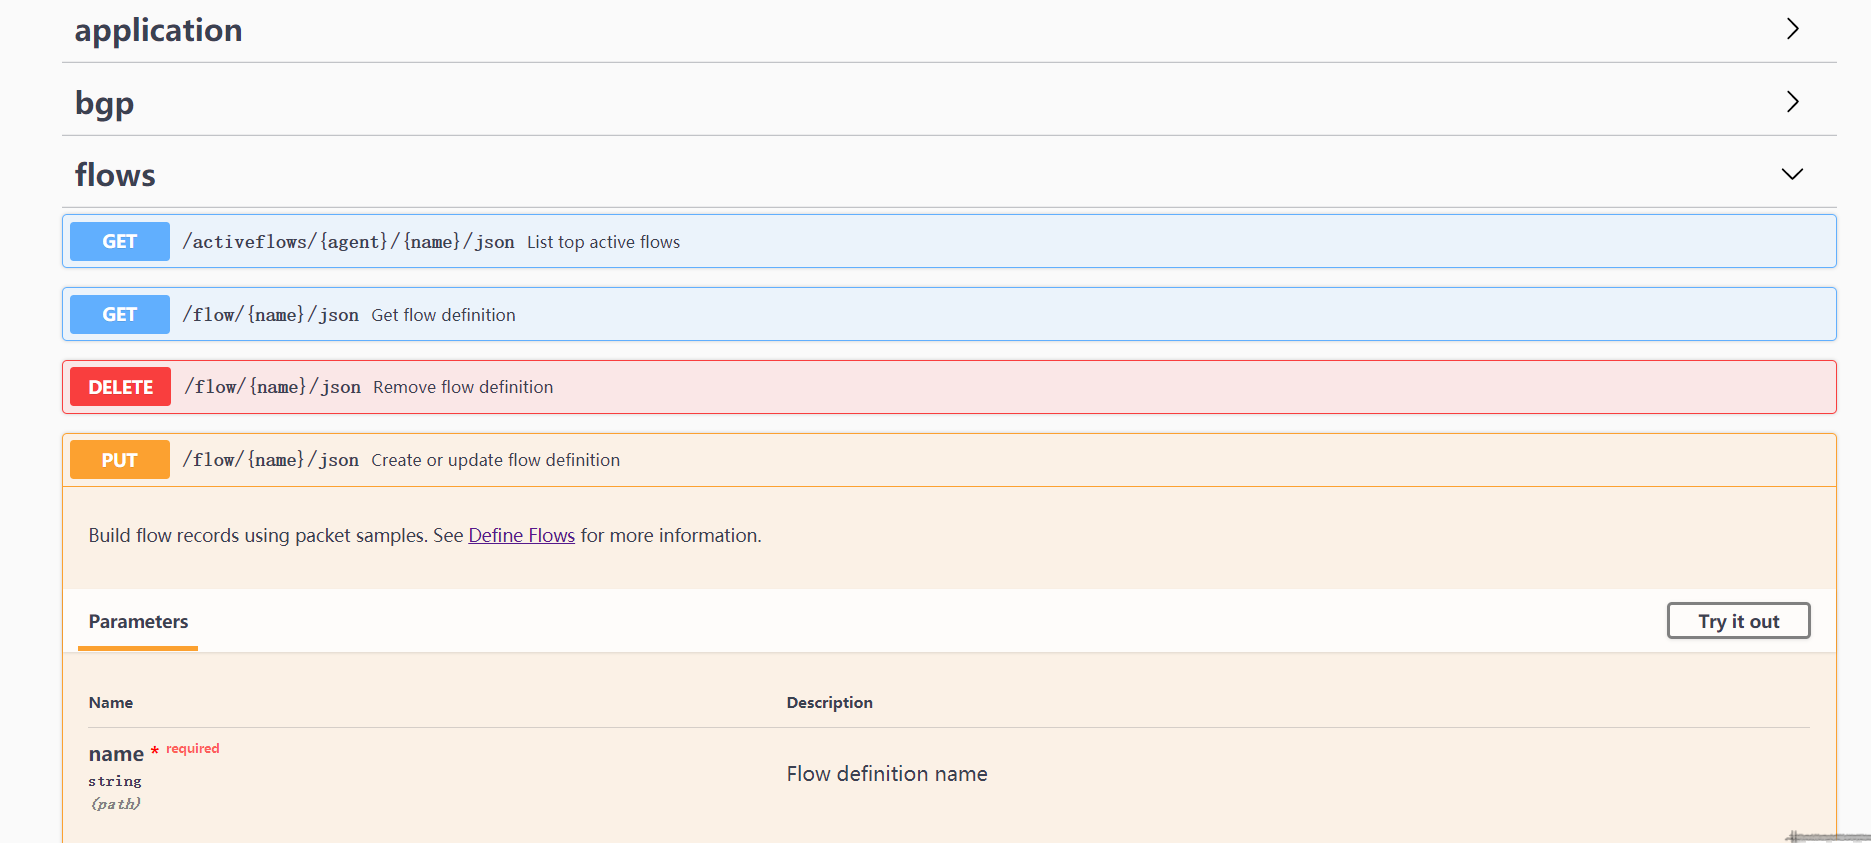 application
bgp
flows
GET /activeflows/{agent}/{name}/json List top active flows
GET /flow/{name}/json Get flow definition
DELETE /flow/{name}/json Remove flow definition
PUT /flow/{name}/json Create or update flow definition
Build flow records using packet samples. See Define Flows for more information.
Parameters Try it out
Name Description
name * required
string
(path)
Flow definition name